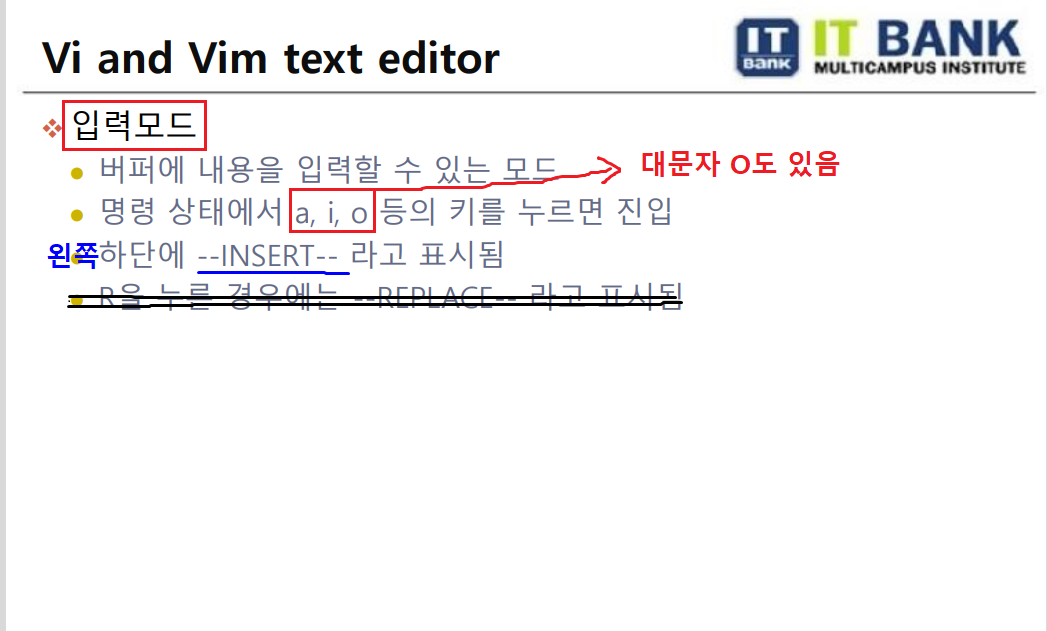 Vi and Vim text editor
IT Bank IT BANK
MULTICAMPUS INSTITUTE
입력모드
버퍼에 내용을 입력할 수 있는 모드
대문자 O도 있음
명령 상태에서 a, i, o 등의 키를 누르면 진입
왼쪽하단에 --INSERT-- 라고 표시됨
R을 누른 경우에는 --REPLACE-- 라고 표시됨